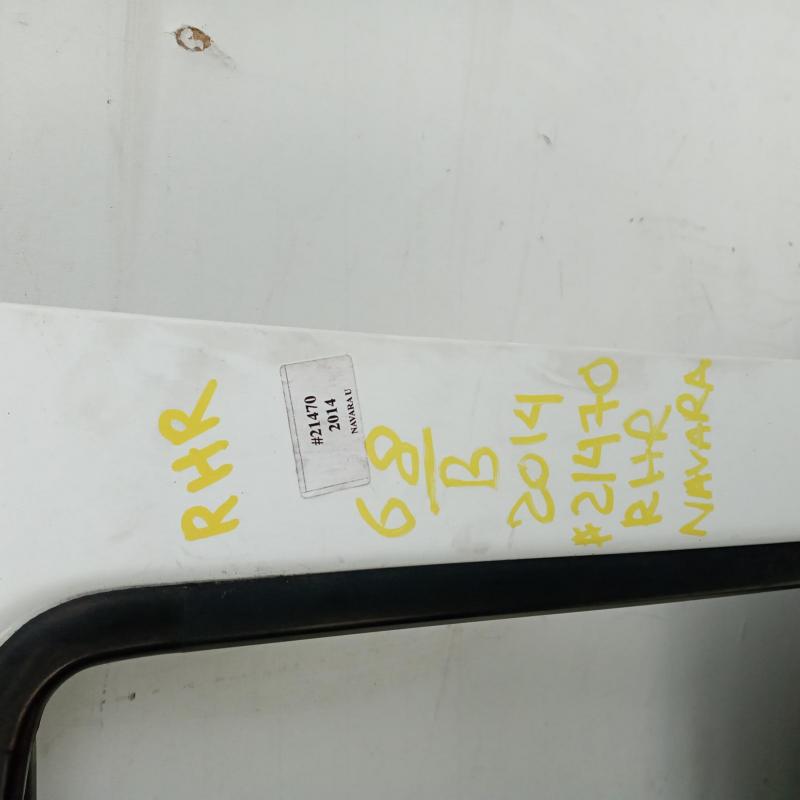 RHR
#21470
2014
NAVARA U
68
B
2014
#21470
RHR
NAVARA